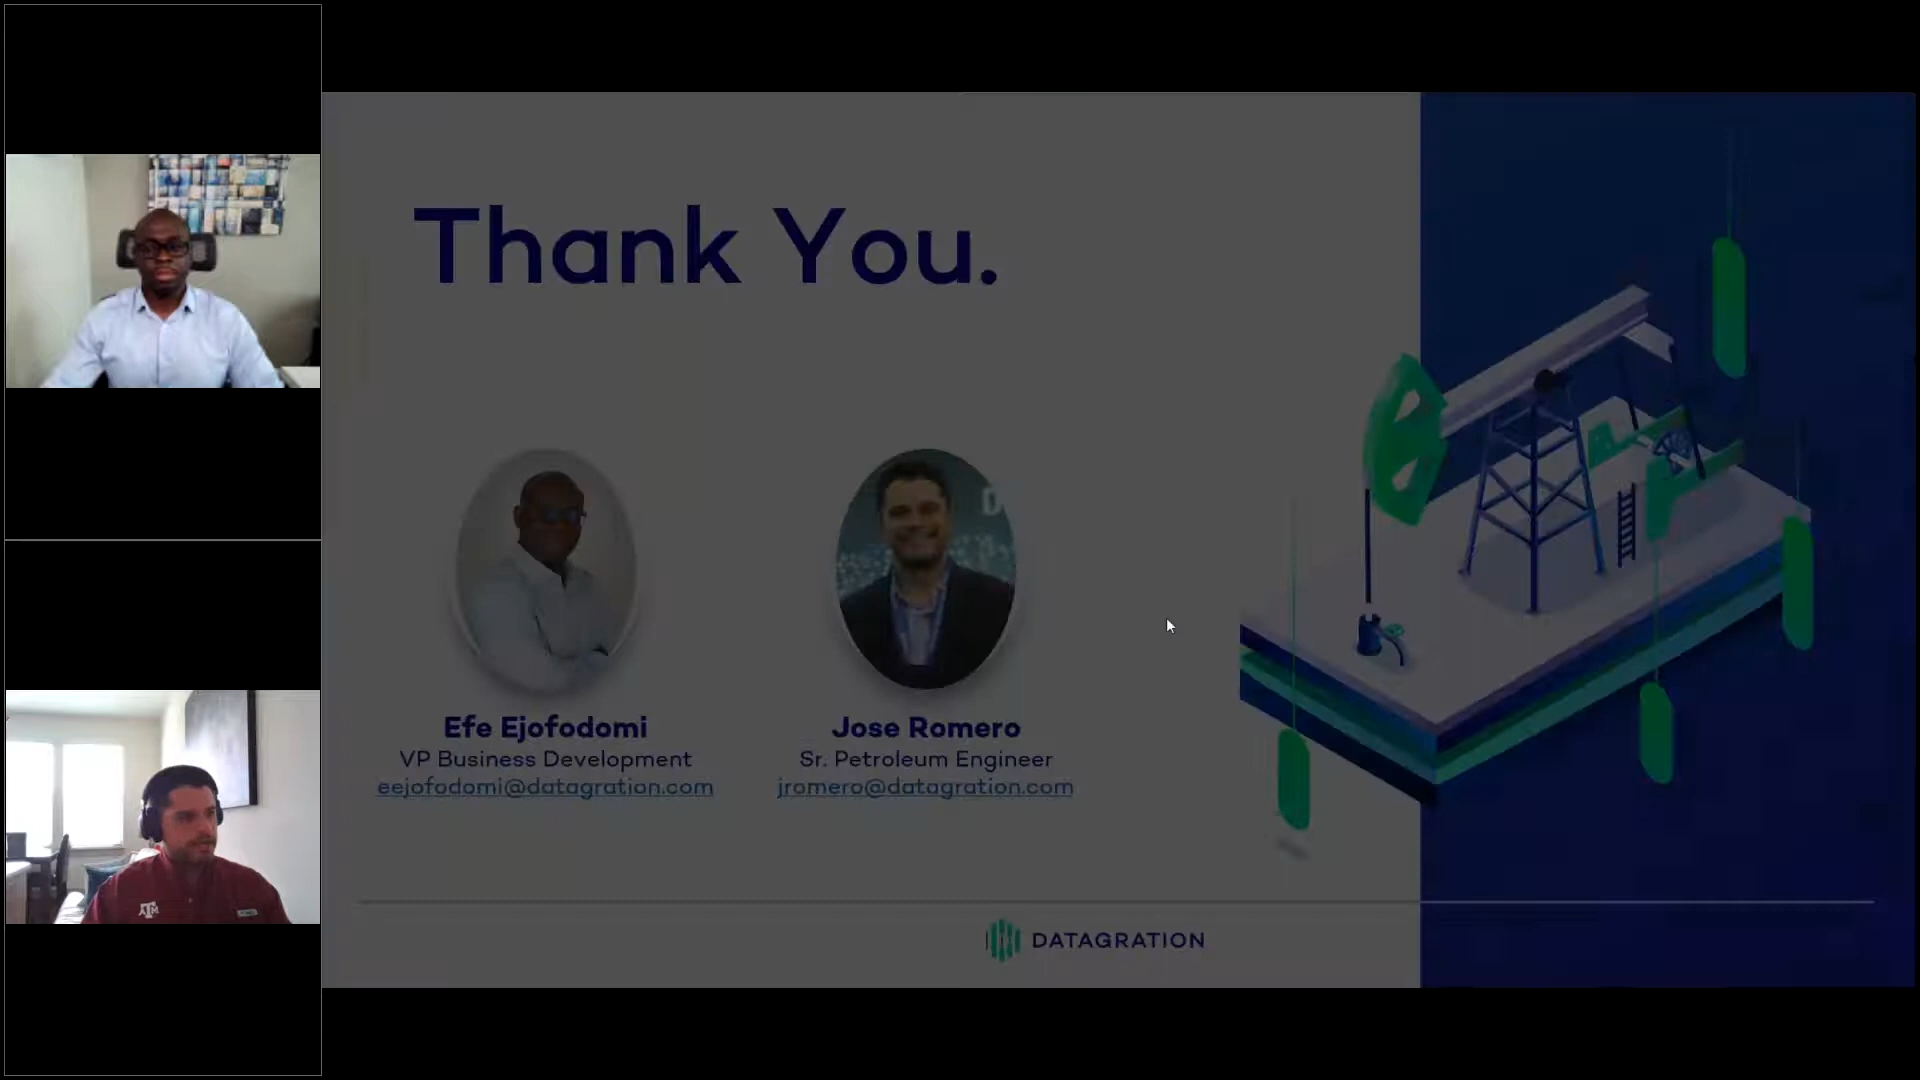 Thank You.
Efe Ejofodomi
VP Business Development
eejofodomi@datagration.com
Jose Romero
Sr. Petroleum Engineer
jromero@datagration.com
DATAGRATION
D
ATM